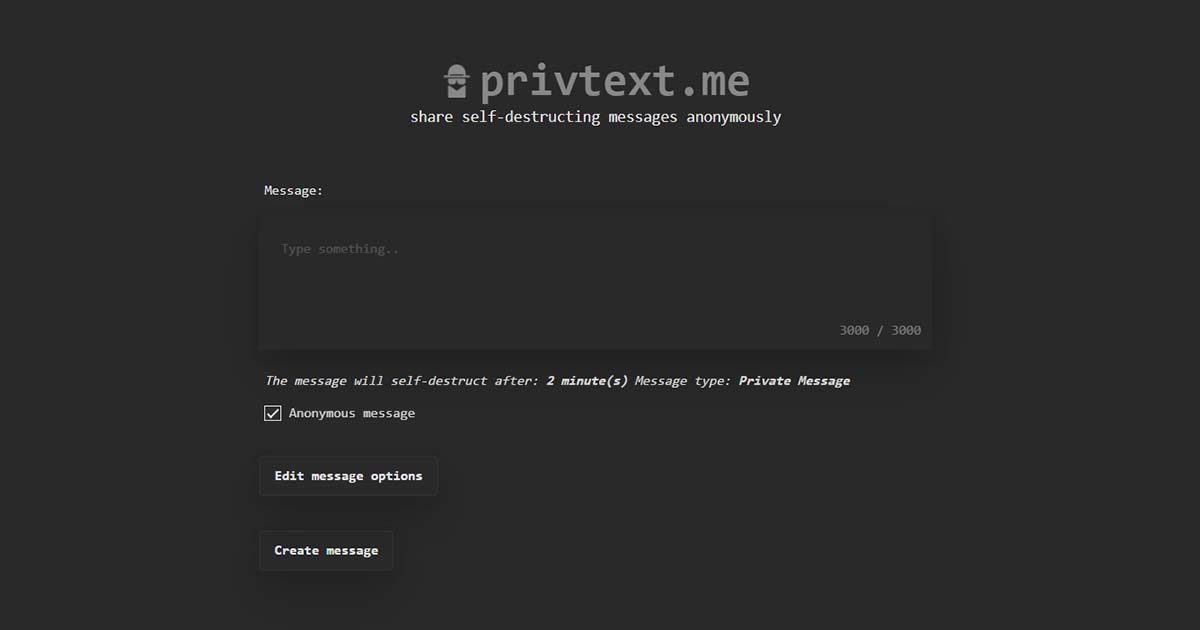 privtext.me
share self-destructing messages anonymously
Message:
Type something..
3000 / 3000
The message will self-destruct after: 2 minute(s) Message type: Private Message
Anonymous message
Edit message options
Create message